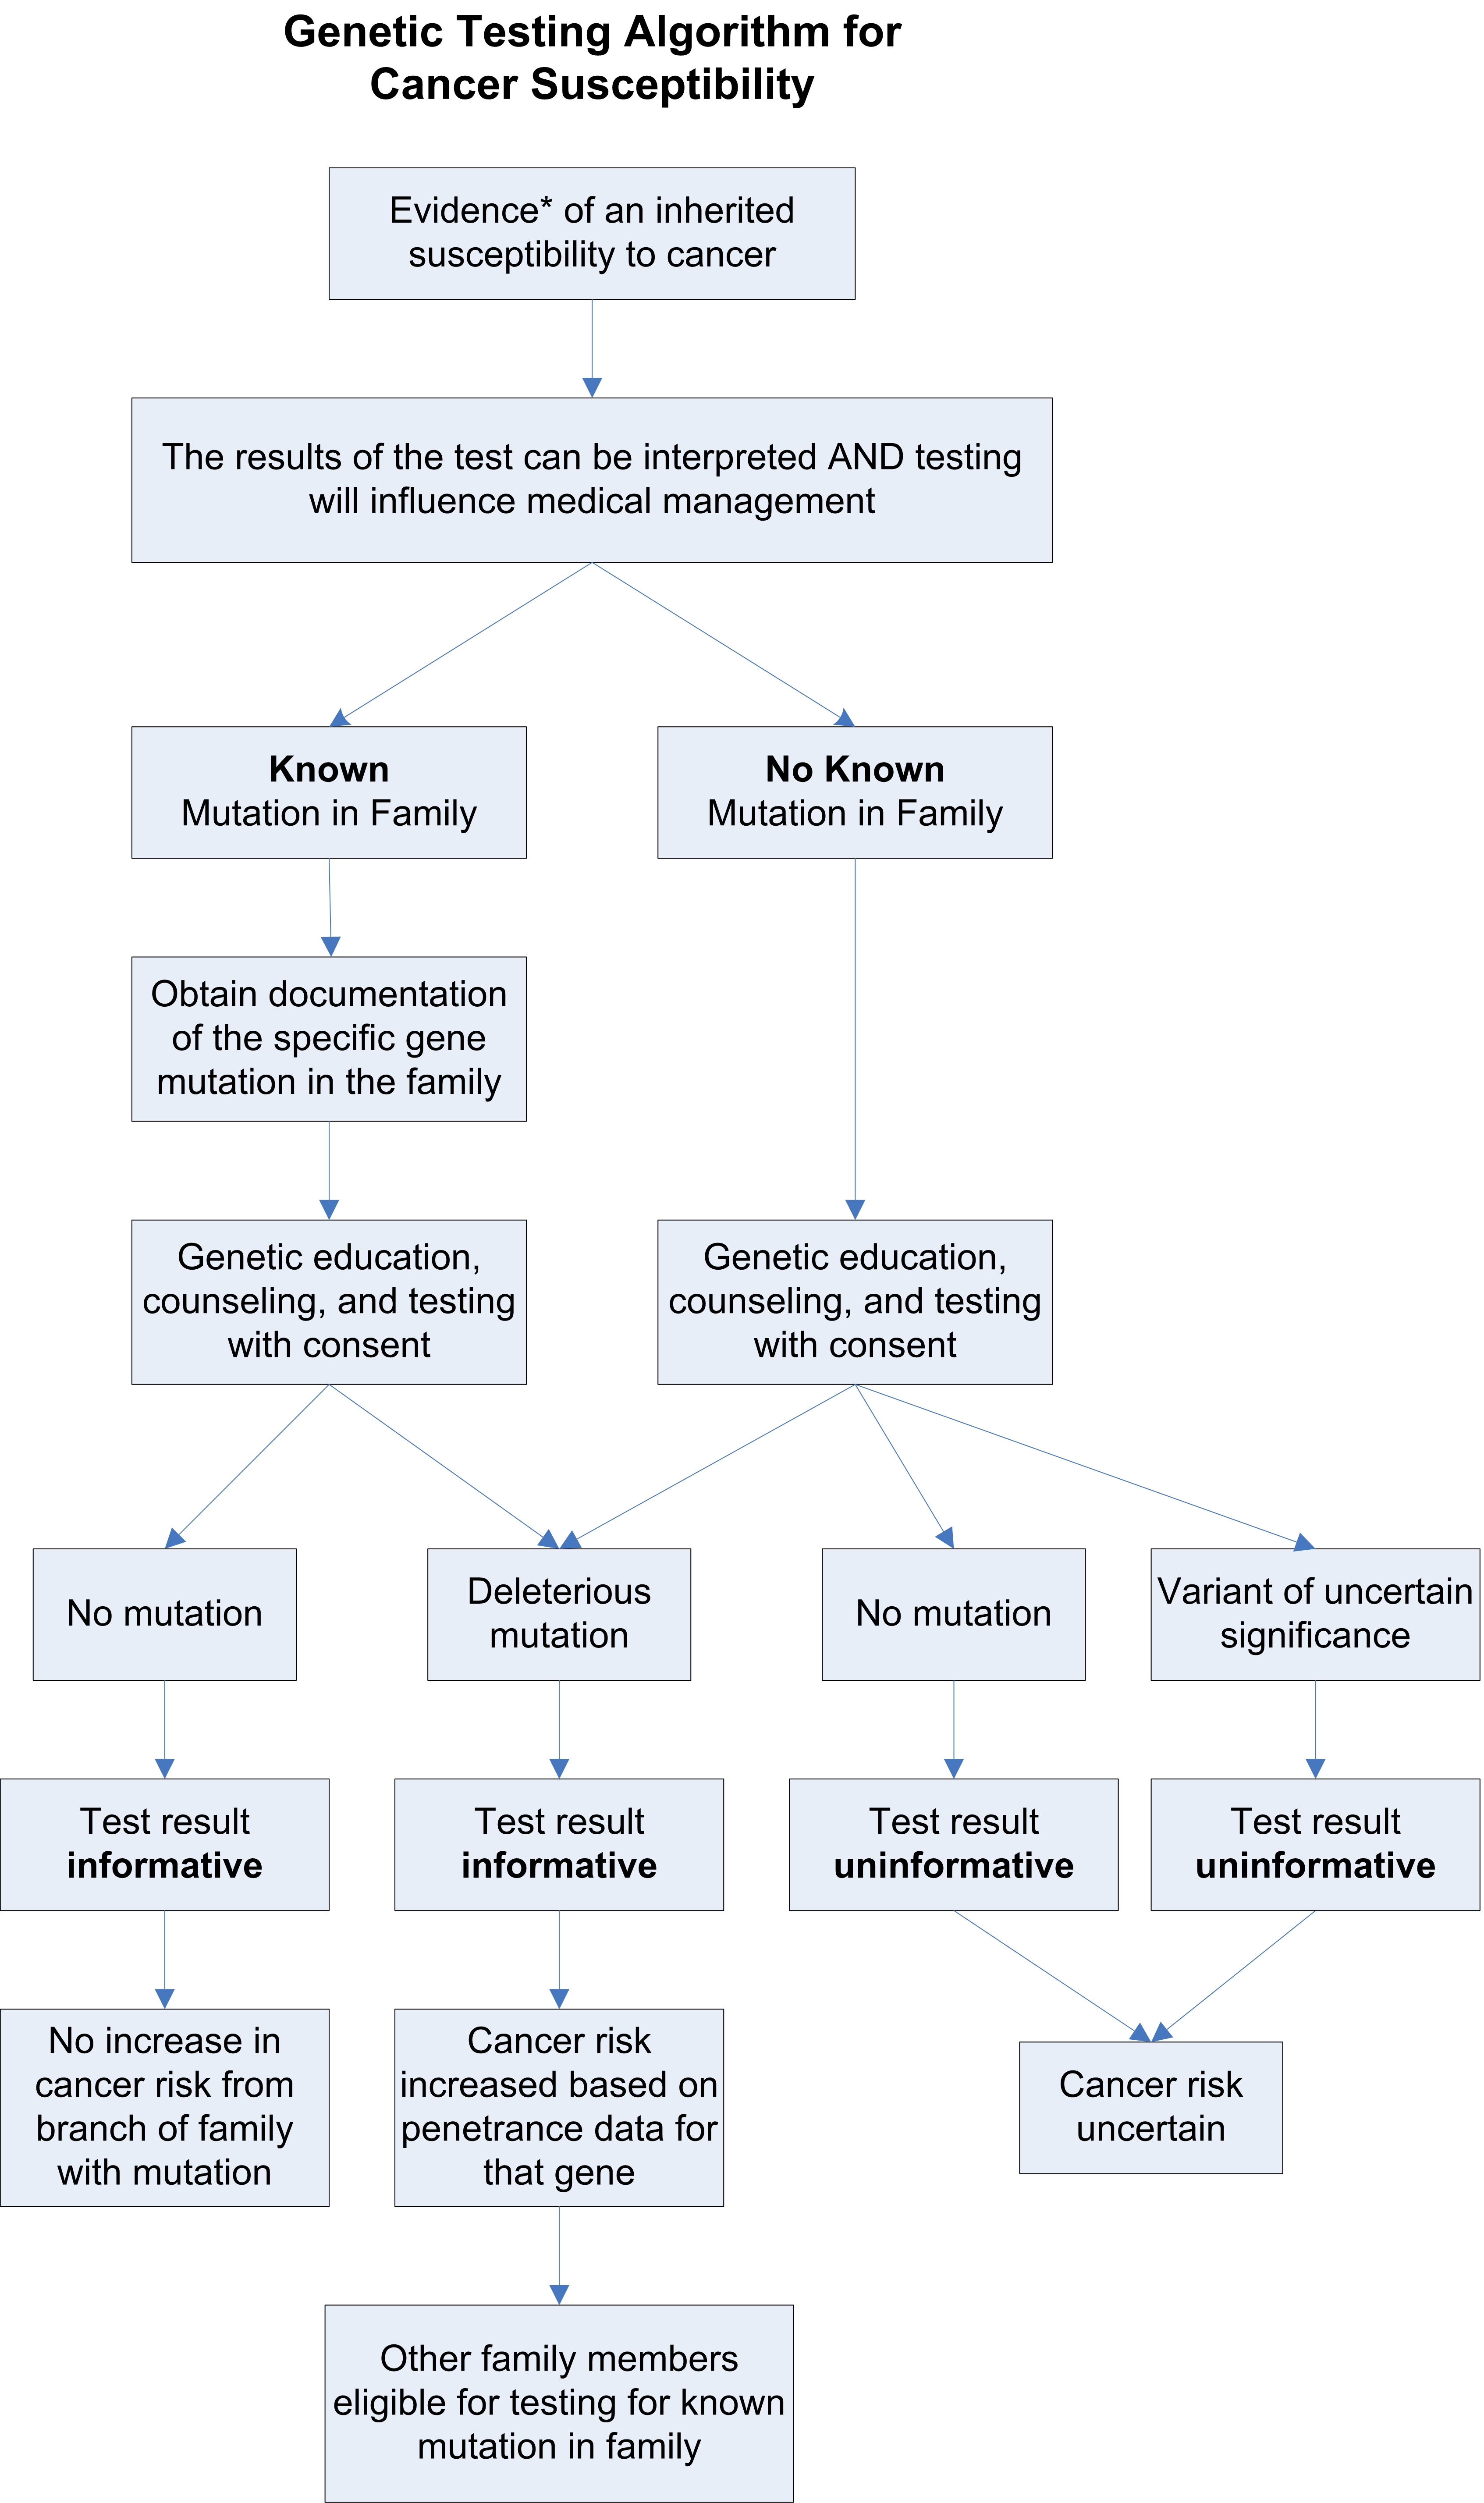 Genetic Testing Algorithm for
Cancer Susceptibility
Evidence* of an inherited
susceptibility to cancer
The results of the test can be interpreted AND testing
will influence medical management
Known
Mutation in Family
No Known
Mutation in Family
Obtain documentation
of the specific gene
mutation in the family
Genetic education,
counseling, and testing
with consent
Genetic education,
counseling, and testing
with consent
No mutation
Deleterious
mutation
No mutation
Variant of uncertain
significance
Test result
informative
Test result
informative
Test result
uninformative
Test result
uninformative
No increase in
cancer risk from
branch of family
with mutation
Cancer risk
increased based on
penetrance data for
that gene
Cancer risk
uncertain
Other family members
eligible for testing for known
mutation in family